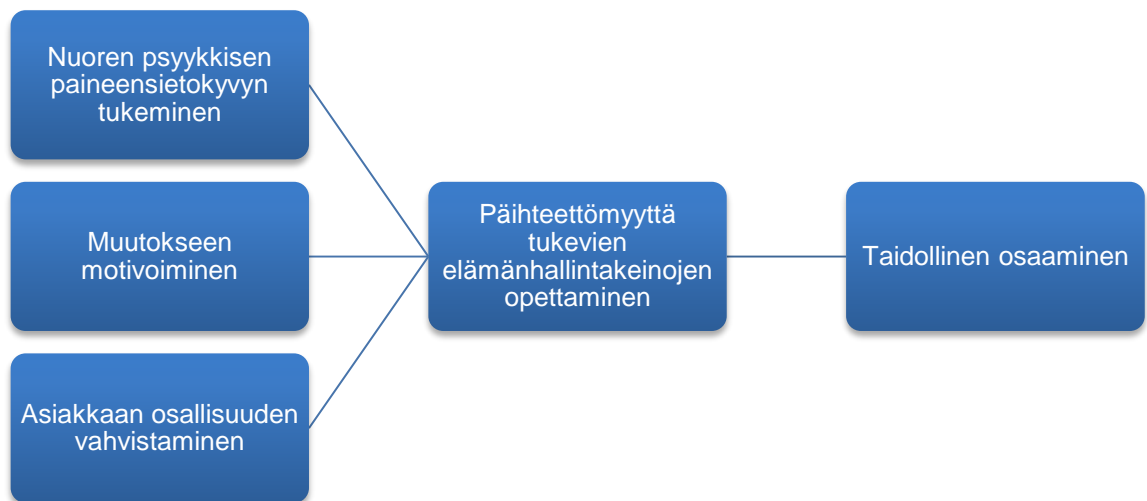 Nuoren psyykkisen
paineensietokyvyn
tukeminen
Muutokseen
motivoiminen
Asiakkaan osallisuuden
vahvistaminen
Päihteettömyyttä
tukevien
elämänhallintakeinojen
opettaminen
Taidollinen osaaminen